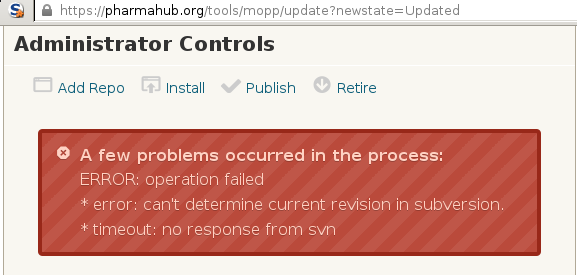 https://pharmahub.org/tools/mopp/update?newstate=Updated
Administrator Controls
Add Repo Install Publish Retire
A few problems occurred in the process:
ERROR: operation failed
* error: can't determine current revision in subversion.
* timeout: no response from svn